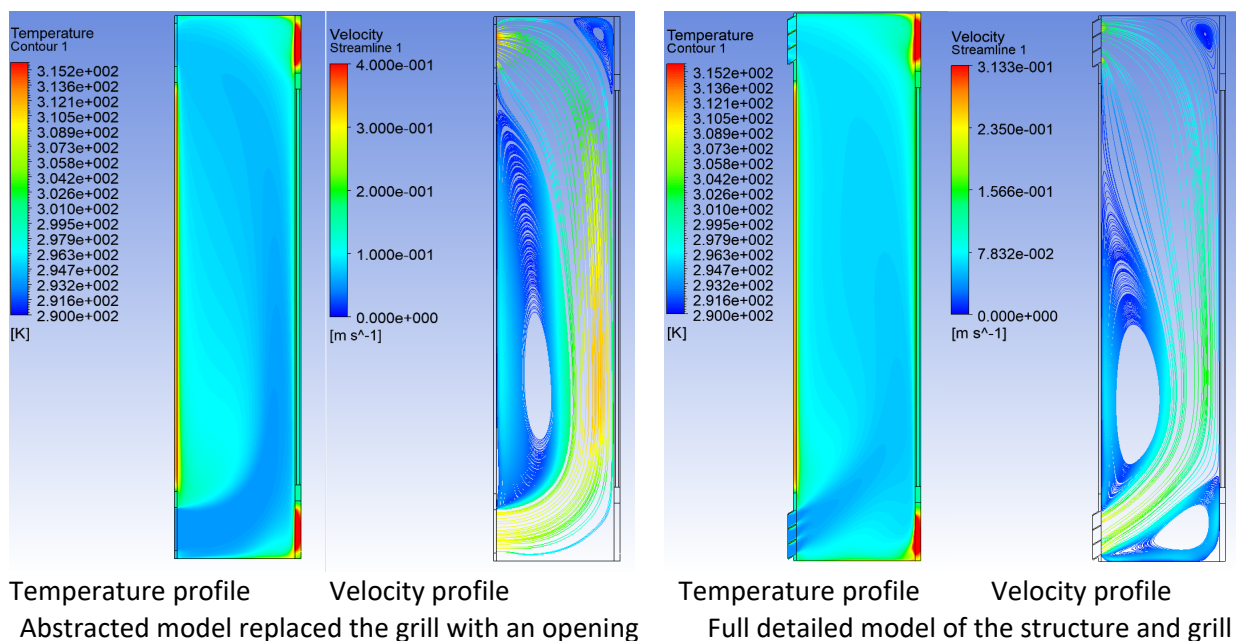 Temperature
Contour 1
3.152e+002
3.136e+002
3.121e+002
3.105e+002
3.089e+002
3.073e+002
3.058e+002
3.042e+002
3.026e+002
3.010e+002
2.995e+002
2.979e+002
2.963e+002
2.947e+002
2.932e+002
2.916e+002
2.900e+002
[K]
Velocity
Streamline 1
4.000e-001
3.000e-001
2.000e-001
1.000e-001
0.000e+000
[m s^-1]
Temperature
Contour 1
3.152e+002
3.136e+002
3.121e+002
3.105e+002
3.089e+002
3.073e+002
3.058e+002
3.042e+002
3.026e+002
3.010e+002
2.995e+002
2.979e+002
2.963e+002
2.947e+002
2.932e+002
2.916e+002
2.900e+002
[K]
Velocity
Streamline 1
3.133e-001
2.350e-001
1.566e-001
7.832e-002
0.000e+000
[m s^-1]
Temperature profile Velocity profile
Abstracted model replaced the grill with an opening
Temperature profile Velocity profile
Full detailed model of the structure and grill